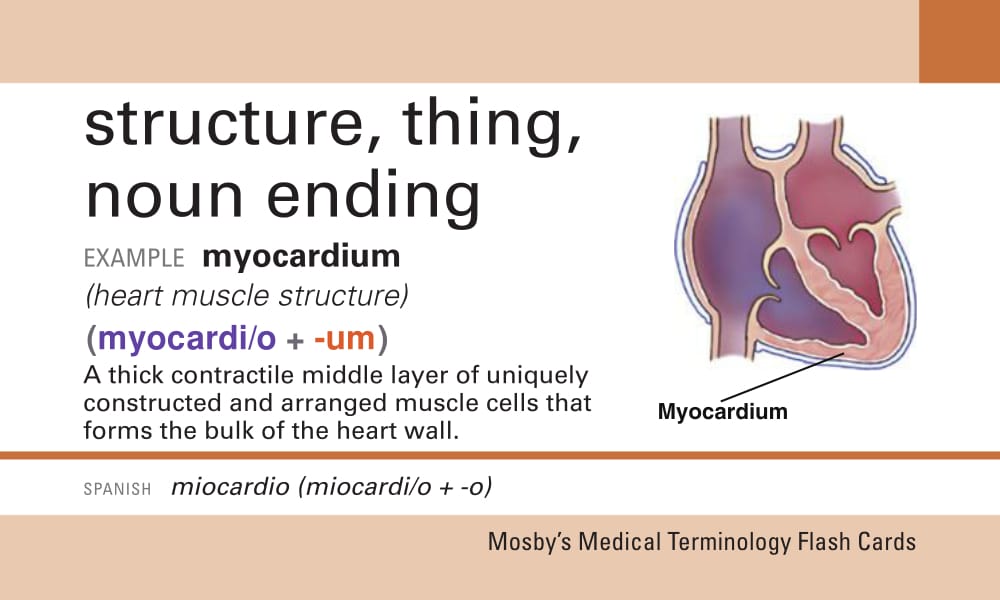 structure, thing,
noun ending
EXAMPLE myocardium
(heart muscle structure)
(myocardi/o + -um)
A thick contractile middle layer of uniquely
constructed and arranged muscle cells that
forms the bulk of the heart wall.
Myocardium
SPANISH miocardio (miocardi/o + -o)
Mosby's Medical Terminology Flash Cards